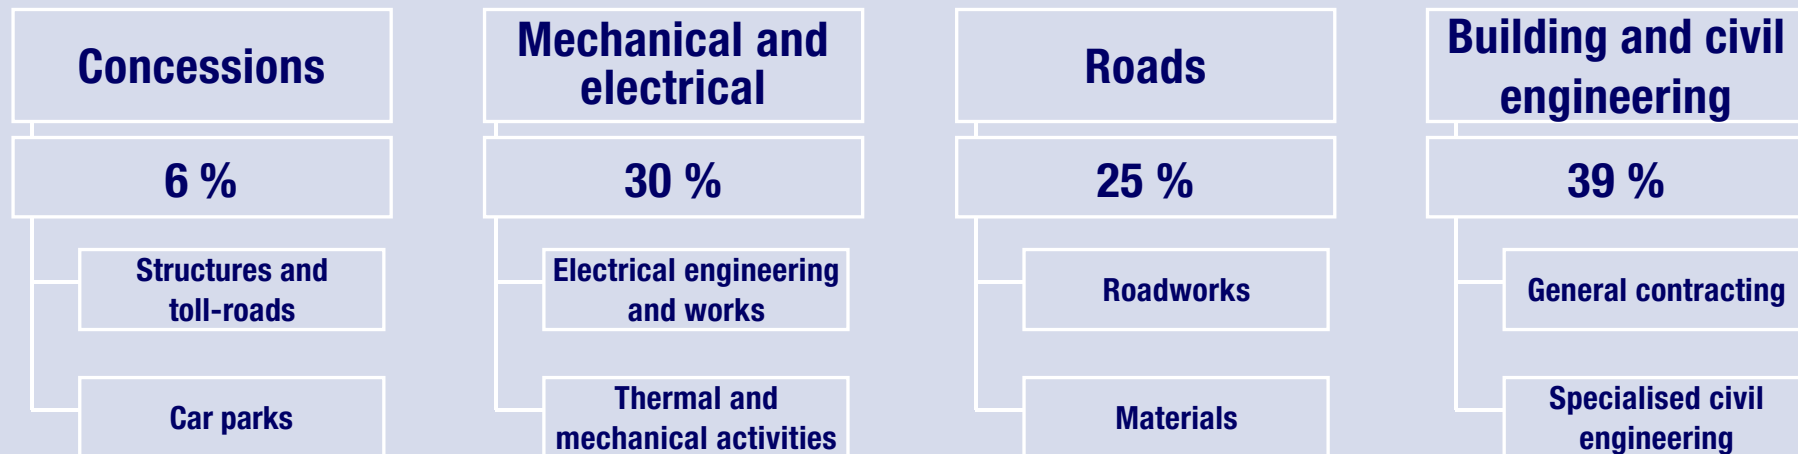 Concessions
Mechanical and
electrical
Roads
Building and civil
engineering
6 %
30 %
25 %
39 %
Structures and
toll-roads
Electrical engineering
and works
Roadworks
General contracting
Car parks
Thermal and
mechanical activities
Materials
Specialised civil
engineering